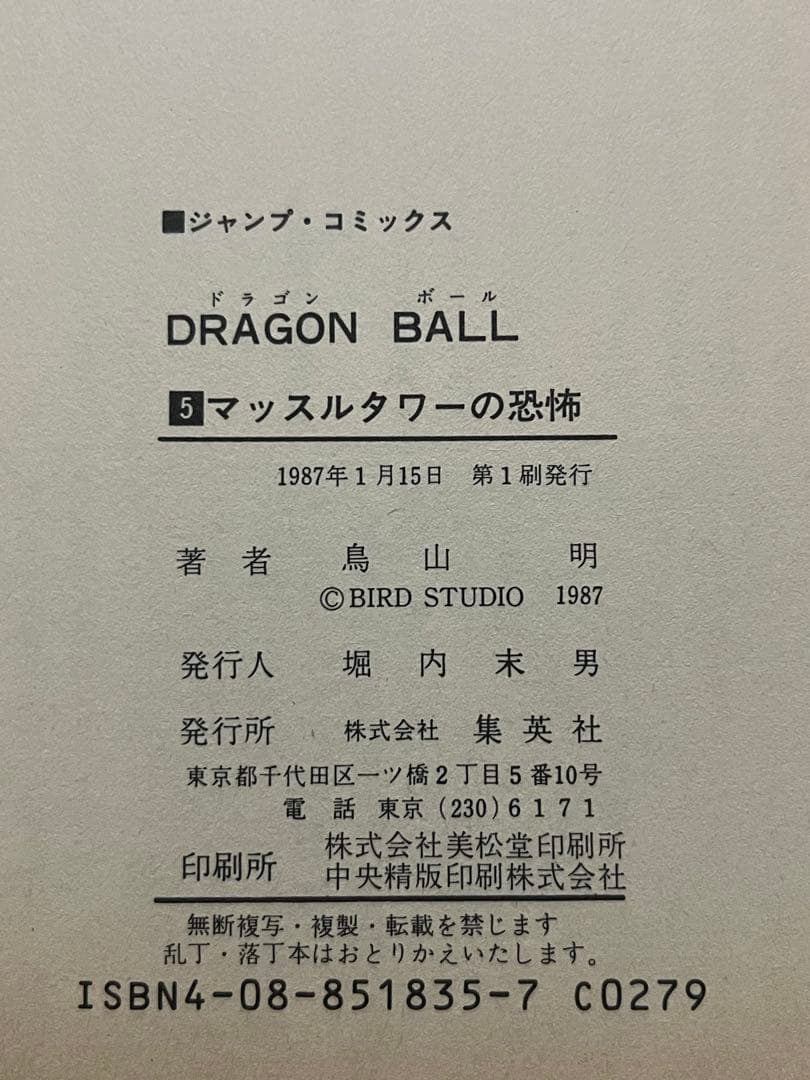 ■ジャンプ・コミックス
ドラゴン ボール
DRAGON BALL
5マッスルタワーの恐怖
1987年1月15日 第1刷発行
著者 鳥山 明
©BIRD STUDIO 1987
発行人 堀内末男
発行所 株式会社 集英社
東京都千代田区一ツ橋2丁目5番10号
電話 東京(230)6171
印刷所 株式会社美松堂印刷所
中央精版印刷株式会社
無断複写・複製・転載を禁じます
乱丁・落丁本はおとりかえいたします。
ISBN4-08-851835-7 C0279